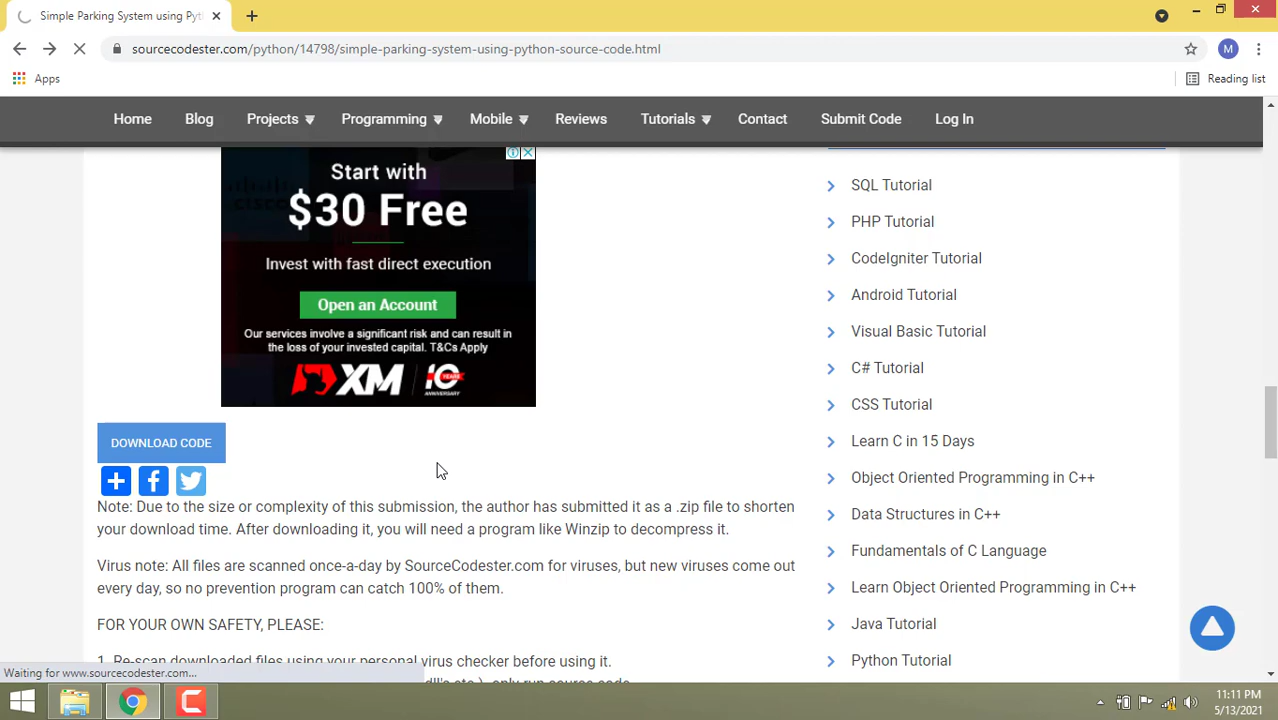 Simple Parking System using Pyt
sourcecodester.com/python/14798/simple-parking-system-using-python-source-code.html
M
Apps
Reading list
Home Blog Projects Programming Mobile Reviews Tutorials Contact Submit Code Log In
Start with
$30 Free
Invest with fast direct execution
Open an Account
Our services involve a significant risk and can result in
the loss of your invested capital. T&Cs Apply
XM 10 YEARS ANNIVERSARY
DOWNLOAD CODE
Note: Due to the size or complexity of this submission, the author has submitted it as a .zip file to shorten
your download time. After downloading it, you will need a program like Winzip to decompress it.
Virus note: All files are scanned once-a-day by SourceCodester.com for viruses, but new viruses come out
every day, so no prevention program can catch 100% of them.
FOR YOUR OWN SAFETY, PLEASE:
1. Re-scan downloaded files using your personal virus checker before using it.
SQL Tutorial
PHP Tutorial
CodeIgniter Tutorial
Android Tutorial
Visual Basic Tutorial
C# Tutorial
CSS Tutorial
Learn C in 15 Days
Object Oriented Programming in C++
Data Structures in C++
Fundamentals of C Language
Learn Object Oriented Programming in C++
Java Tutorial
Python Tutorial
Waiting for www.sourcecodester.com...
11:11 PM
5/13/2021